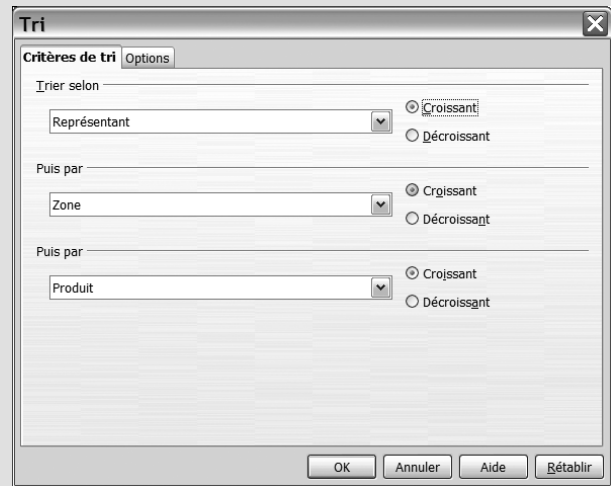 Tri
Critères de tri Options
Trier selon
Représentant
Croissant
Décroissant
Puis par
Zone
Croissant
Décroissant
Puis par
Produit
Croissant
Décroissant
OK Annuler Aide Rétablir